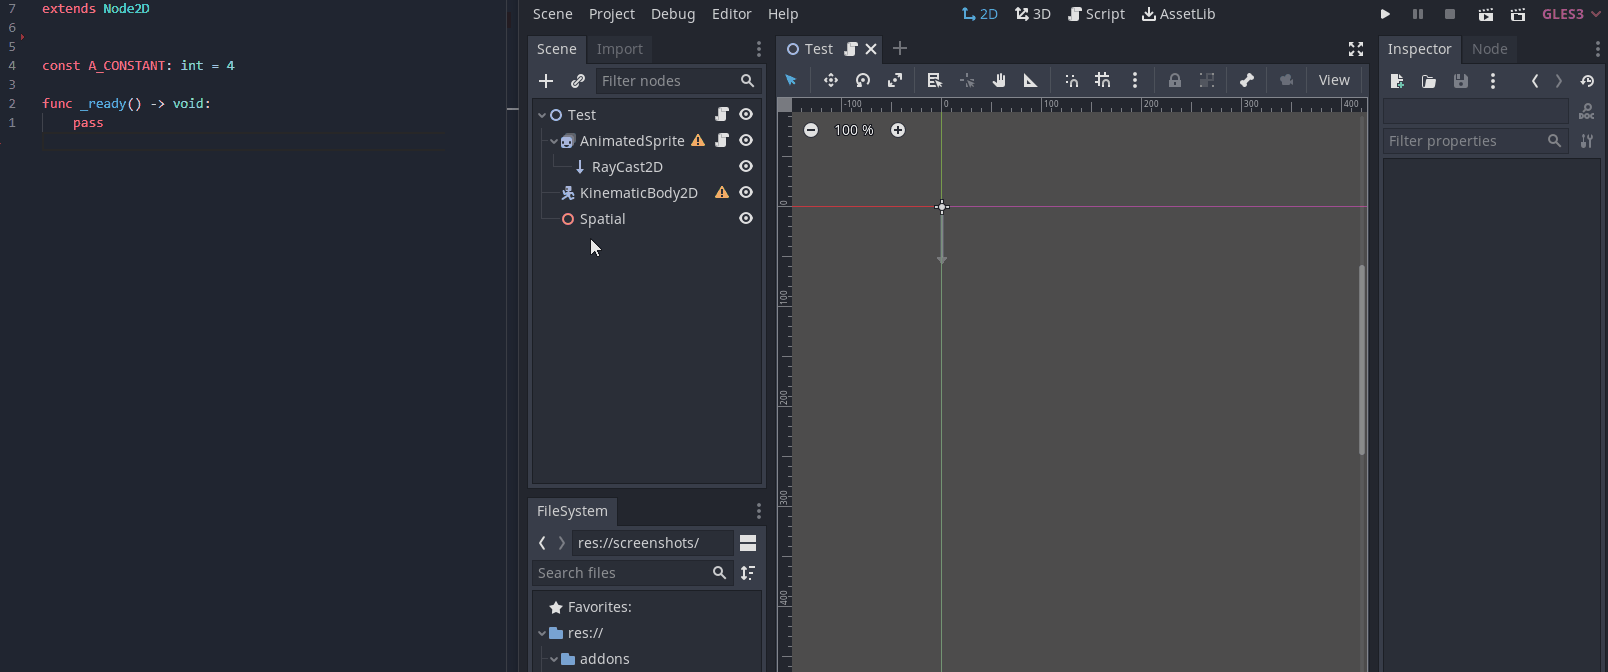 7 extends Node2D
6
5
4 const A_CONSTANT: int = 4
3
2 func _ready() -> void:
1 pass
Scene Project Debug Editor Help
2D 3D Script AssetLib
GLES3
Scene Import
Filter nodes
Test
AnimatedSprite
RayCast2D
KinematicBody2D
Spatial
FileSystem
res://screenshots/
Search files
Favorites:
res://
addons
Test
View
-100 0 100 200 300 400
100 %
0
100
200
300
400
Inspector Node
DOC
Filter properties